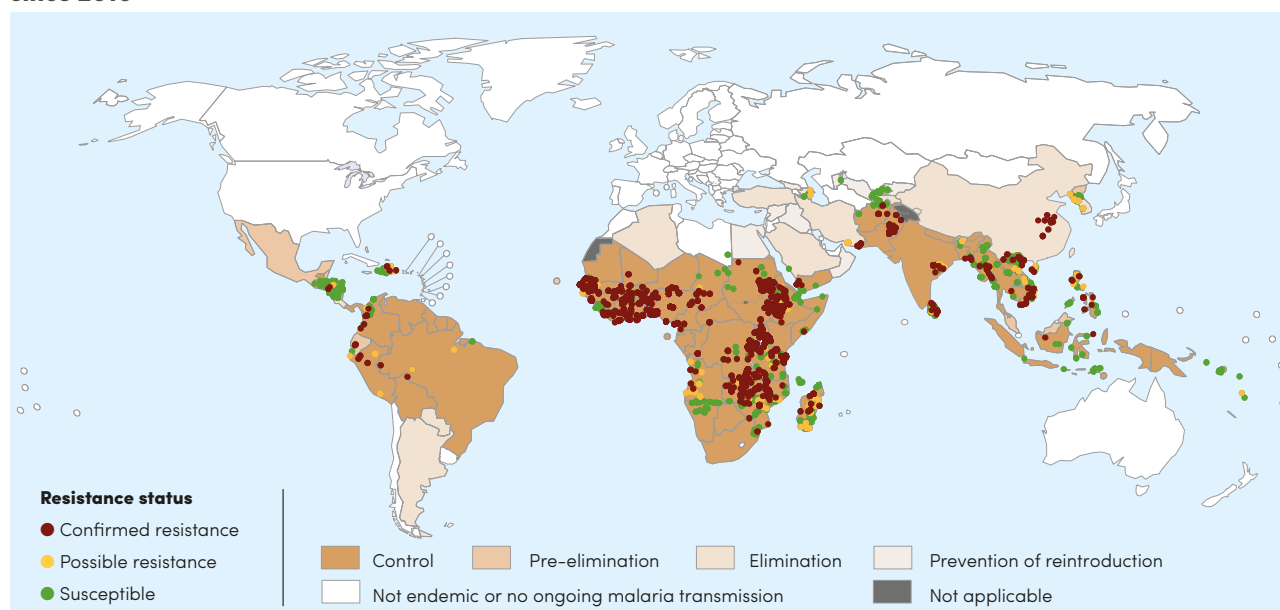 Resistance status
Confirmed resistance
Possible resistance
Susceptible
Control
Pre-elimination
Elimination
Prevention of reintroduction
Not endemic or no ongoing malaria transmission
Not applicable